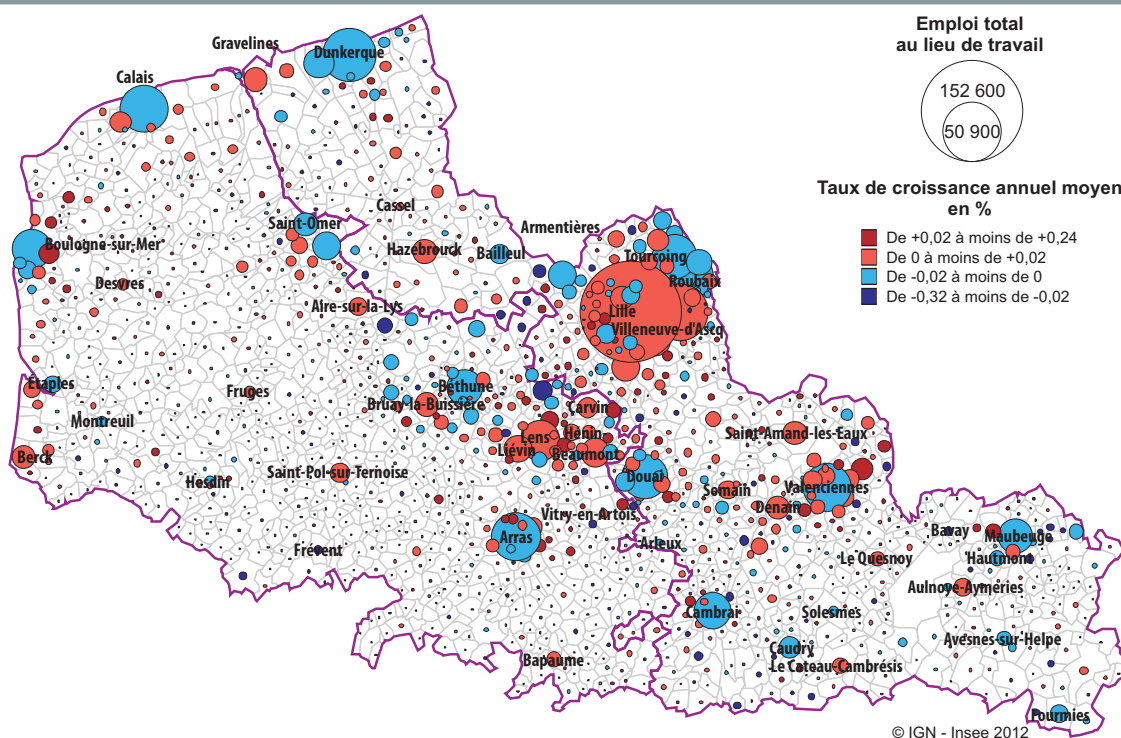 Emploi total
au lieu de travail
152 600
50 900
Taux de croissance annuel moyen
en %
De +0,02 à moins de +0,24
De 0 à moins de +0,02
De -0,02 à moins de 0
De -0,32 à moins de -0,02
Gravelines
Dunkerque
Calais
Cassel
Saint-Omer
Armentières
Boulogne-sur-Mer
Hazebrouck
Bailleul
Tourcoing
Roubaix
Desvres
Aire-sur-la-Lys
Lille
Villeneuve-d'Ascq
Étaples
Fruges
Béthune
Bruay-la-Buissière
Carvin
Montreuil
Lens
Hénin
Liévin
Beaumont
Saint-Amand-les-Eaux
Berck
Hesdin
Saint-Pol-sur-Ternoise
Douai
Somain
Valenciennes
Denain
Vitry-en-Artois
Arras
Arleux
Bavay
Maubeuge
Frévent
Le Quesnoy
Hautmont
Aulnoye-Aymeries
Cambrai
Solesmes
Avesnes-sur-Helpe
Caudry
Bapaume
Le Cateau-Cambrésis
Fourmies
© IGN - Insee 2012